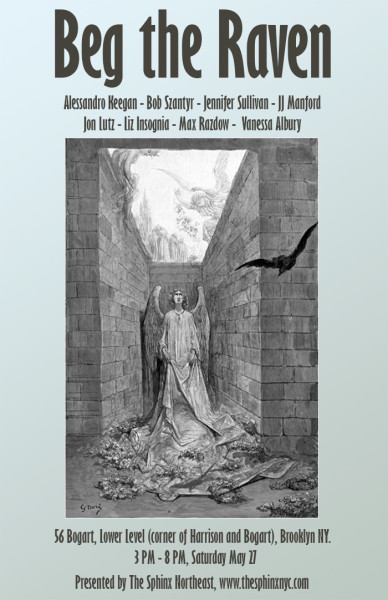 Beg the Raven
Alessandro Keegan - Bob Szantyr - Jennifer Sullivan - JJ Manford
Jon Lutz - Liz Insognia - Max Razdow - Vanessa Albury
G Doré
56 Bogart, Lower Level (corner of Harrison and Bogart), Brooklyn NY.
3 PM - 8 PM, Saturday May 27
Presented by The Sphinx Northeast, www.thesphinxnyc.com